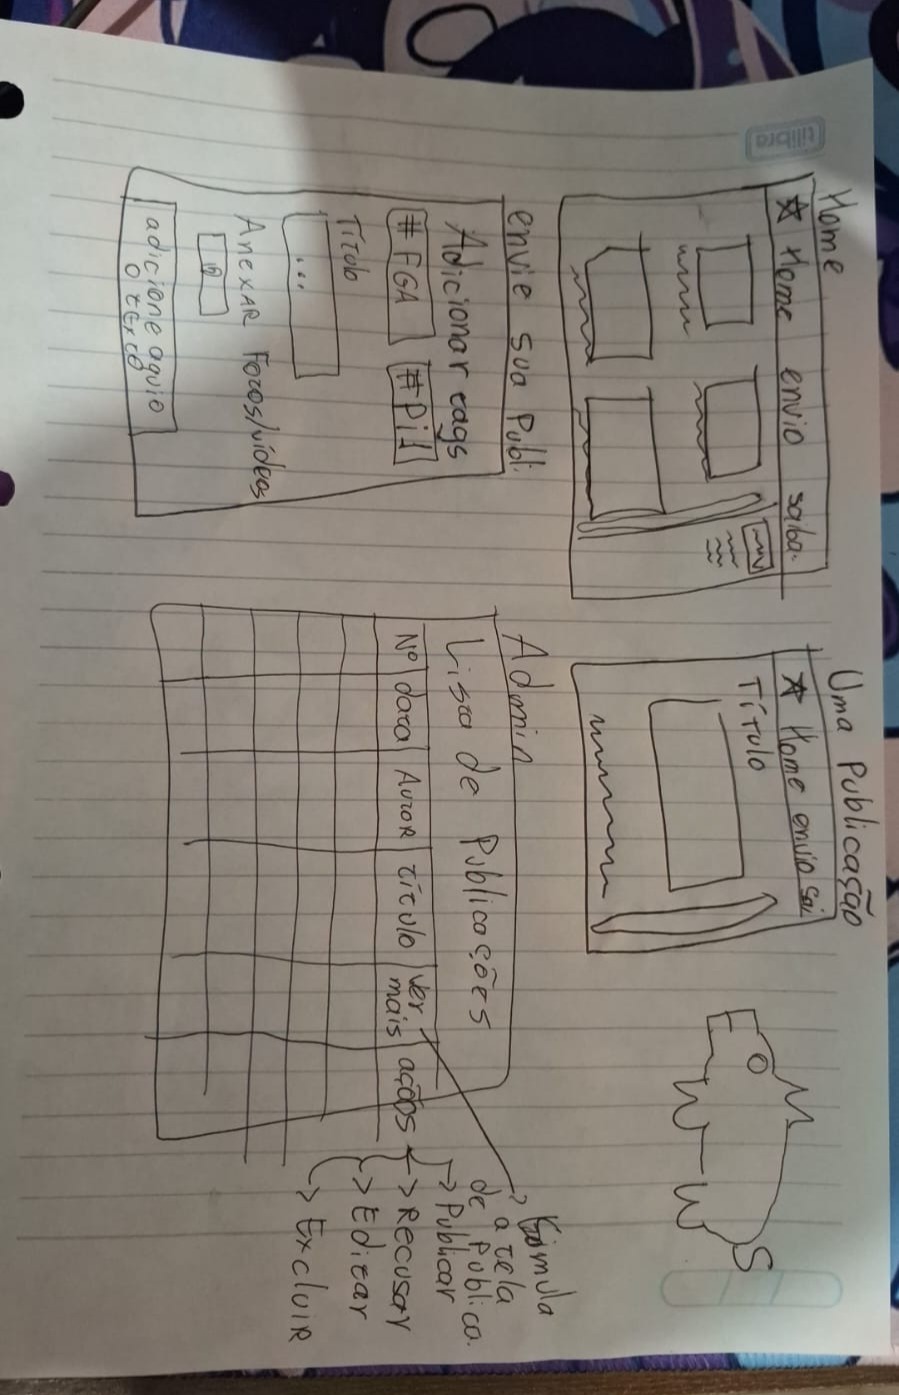 tilibra
Home
☆ Home envio saiba.
Uma Publicação
☆ Home envio sai
Título
envie sua Publ.
Adicionar tags
#FGA #Pi1
Título
...
Anexar Fotos/vídeos
adicione aquio
o texto
Admin
Lista de Publicações
Nº data AUTOR título ver mais ações
Simula
a tela
de Publica.
-> Publicar
-> Recusar
-> Editar
-> Excluir